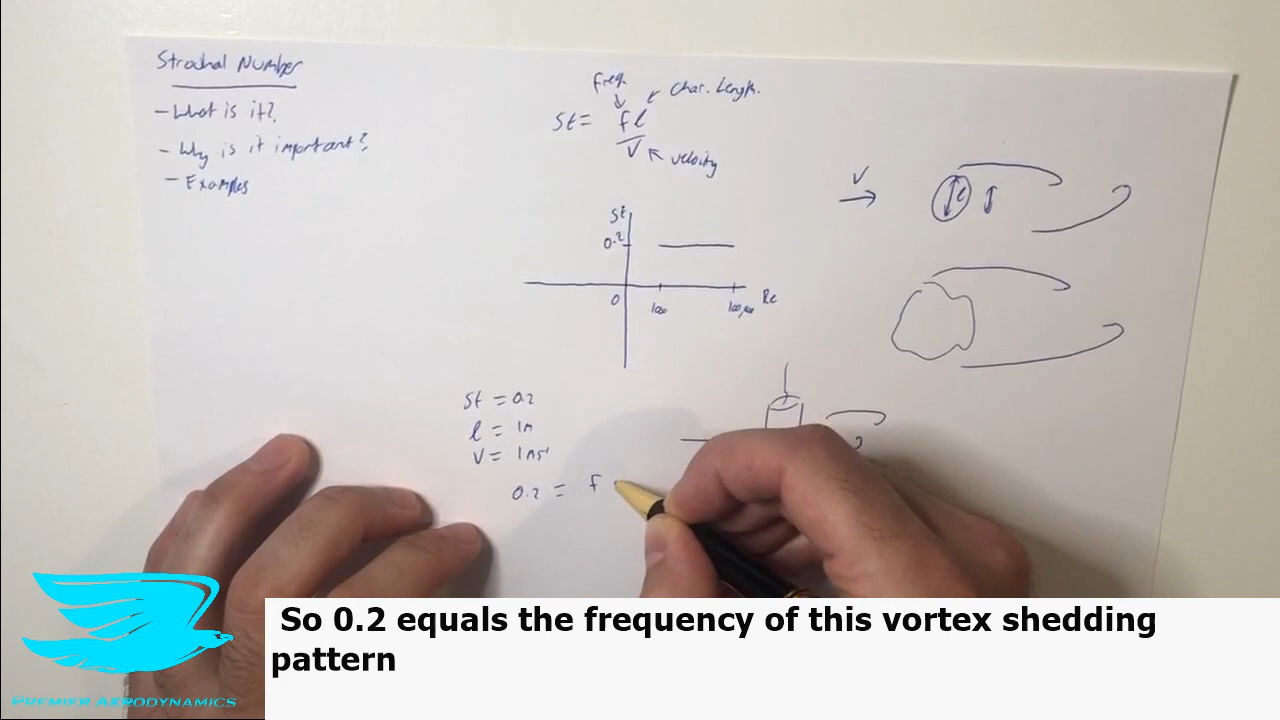 Strouhal Number
- What is it?
- Why is it important?
- Examples
freq.
char. length.
St = fl
V
velocity
V
l
St
0.2
0
100
100,000
Re
St = 0.2
l = 1m
V = 1ms⁻¹
0.2 = f
So 0.2 equals the frequency of this vortex shedding
pattern
PREMIER AERODYNAMICS